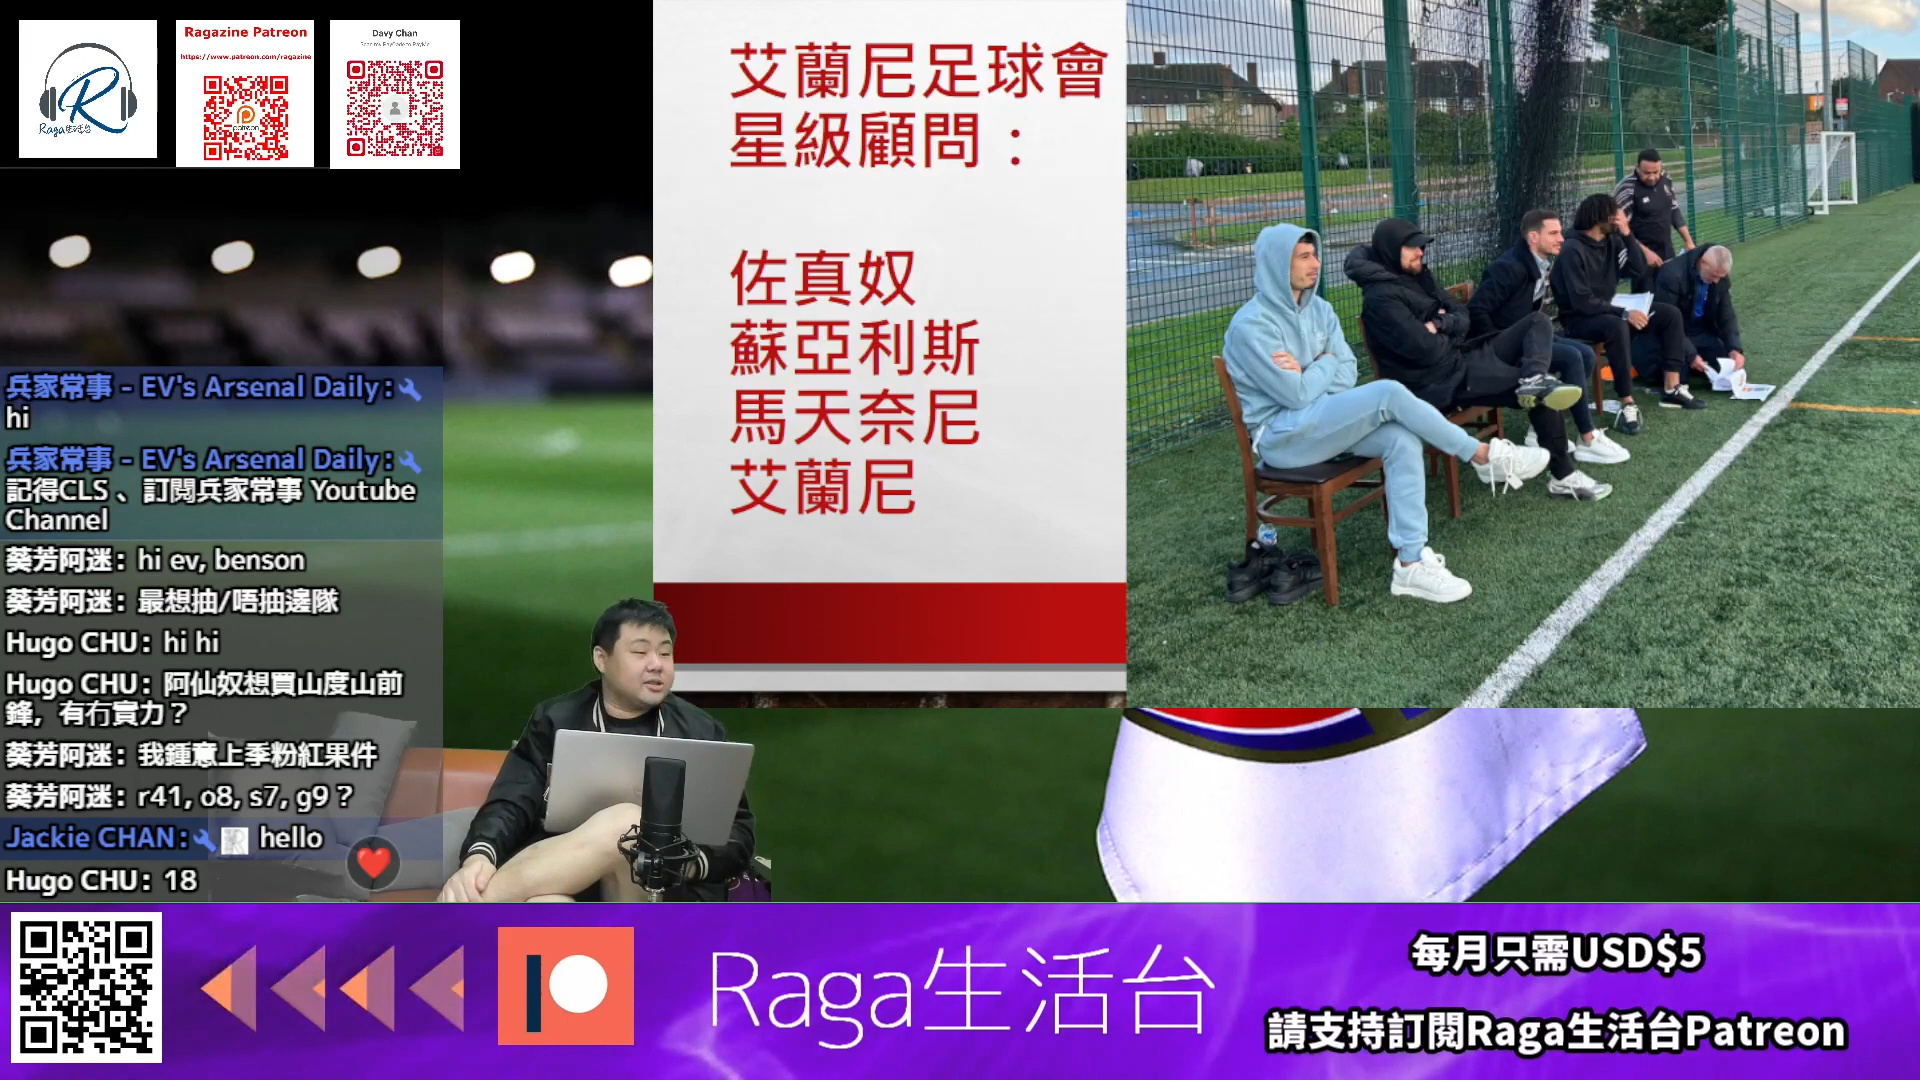 Raga生活台
Ragazine Patreon
https://www.patreon.com/ragazine
patreon
Davy Chan
艾蘭尼足球會
星級顧問：
佐真奴
蘇亞利斯
馬天奈尼
艾蘭尼
兵家常事 - EV's Arsenal Daily:
hi
兵家常事 - EV's Arsenal Daily:
記得CLS 、訂閱兵家常事 Youtube
Channel
葵芳阿迷: hi ev, benson
葵芳阿迷: 最想抽/唔抽邊隊
Hugo CHU: hi hi
Hugo CHU: 阿仙奴想買山度山前
鋒，有冇實力？
葵芳阿迷: 我鍾意上季粉紅果件
葵芳阿迷: r41, o8, s7, g9？
Jackie CHAN: hello
Hugo CHU: 18
Raga生活台
每月只需USD$5
請支持訂閱Raga生活台Patreon